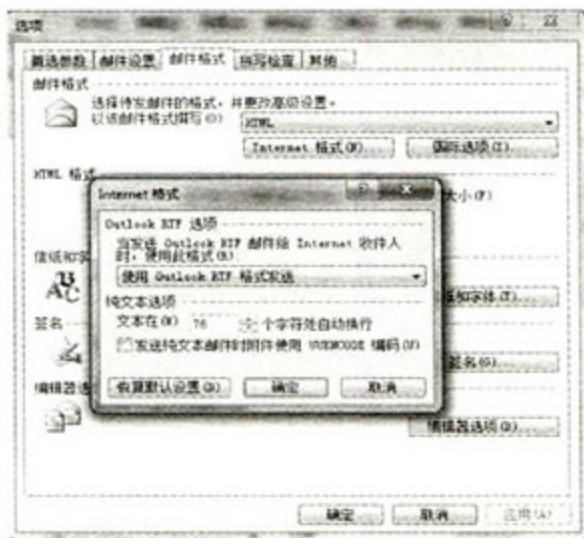 选项
首选参数 邮件设置 邮件格式 拼写检查 其他
邮件格式
选择待发邮件的格式，并更改高级设置。
以该邮件格式撰写(O) HTML
Internet 格式(N)... 国际选项(I)...
HTML 格式
Internet 格式
大小(P)
Outlook RTF 选项
当发送 Outlook RTF 邮件给 Internet 收件人
时，使用此格式(R)
使用 Outlook RTF 格式发送
信纸和字
和字体(T)...
纯文本选项
文本在(W) 76 个字符处自动换行
签名
发送纯文本邮件时附件使用 UUENCODE 编码(U)
签名(G)...
编辑器选
恢复默认设置(D) 确定 取消
编辑器选项(D)...
确定 取消 应用(A)